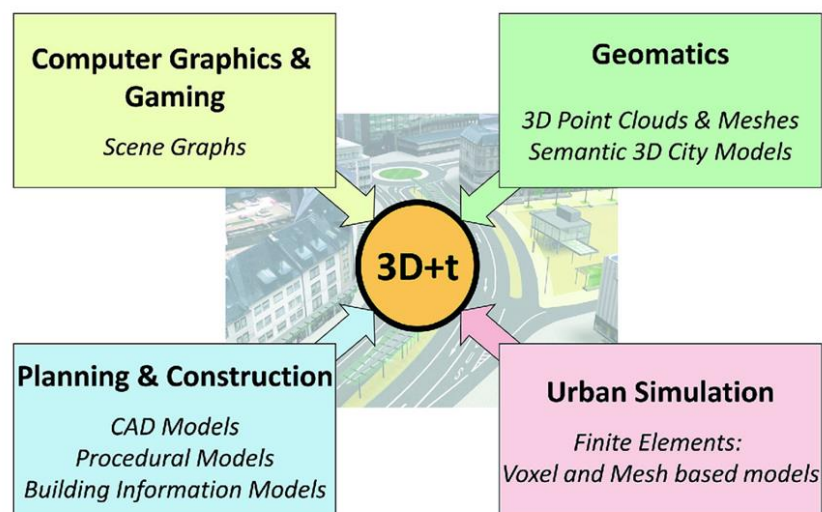 Computer Graphics &
Gaming
Scene Graphs
Geomatics
3D Point Clouds & Meshes
Semantic 3D City Models
3D+t
Planning & Construction
CAD Models
Procedural Models
Building Information Models
Urban Simulation
Finite Elements:
Voxel and Mesh based models